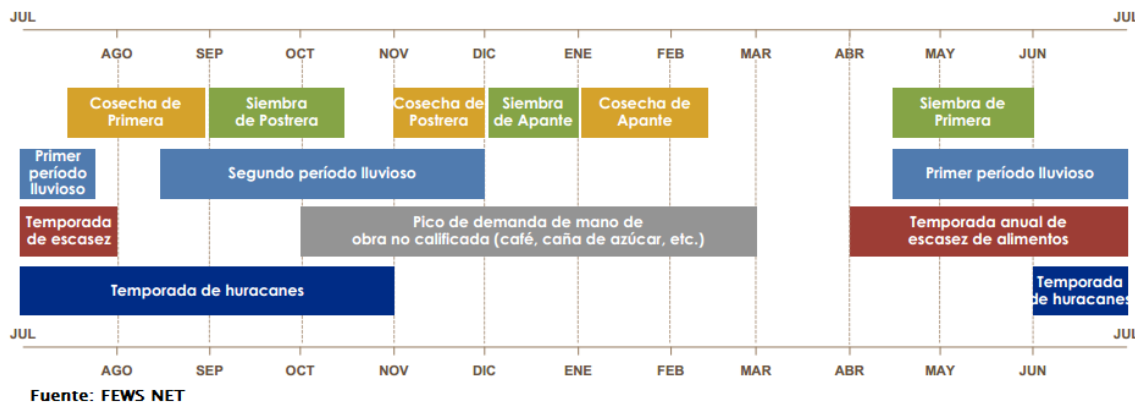 JUL JUL
AGO SEP OCT NOV DIC ENE FEB MAR ABR MAY JUN
Cosecha de
Primera
Siembra
de Postrera
Cosecha de
Postrera
Siembra
de Apante
Cosecha de
Apante
Siembra de
Primera
Primer
período
lluvioso
Segundo período lluvioso
Primer período lluvioso
Temporada
de escasez
Pico de demanda de mano de
obra no calificada (café, caña de azúcar, etc.)
Temporada anual de
escasez de alimentos
Temporada de huracanes
Temporada
de huracanes
JUL JUL
AGO SEP OCT NOV DIC ENE FEB MAR ABR MAY JUN
Fuente: FEWS NET